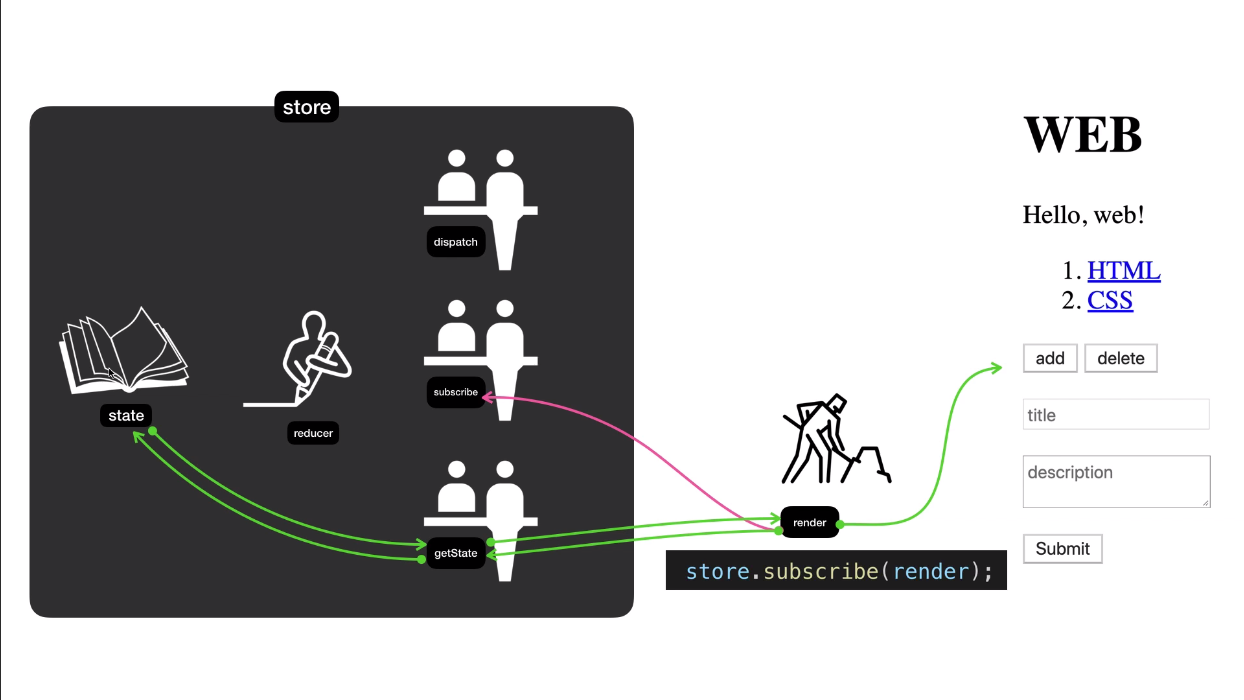 store
dispatch
subscribe
state
reducer
getState
render
store.subscribe(render);
WEB
Hello, web!
1. HTML
2. CSS
add delete
title
description
Submit